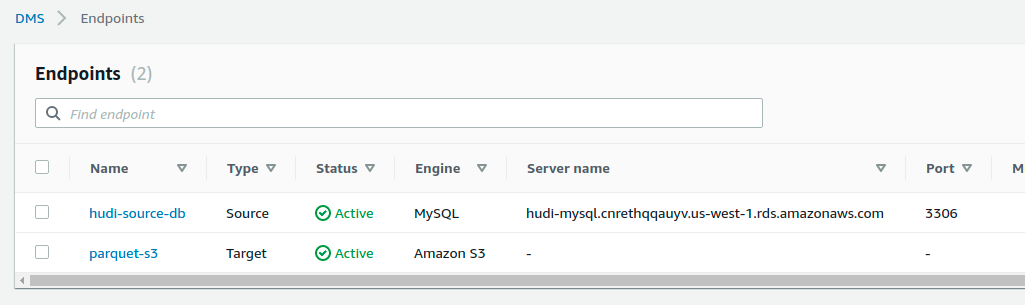 DMS > Endpoints
Endpoints (2)
Find endpoint
Name Type Status Engine Server name Port M
hudi-source-db Source Active MySQL hudi-mysql.cnrethqqauyv.us-west-1.rds.amazonaws.com 3306
parquet-s3 Target Active Amazon S3 - -